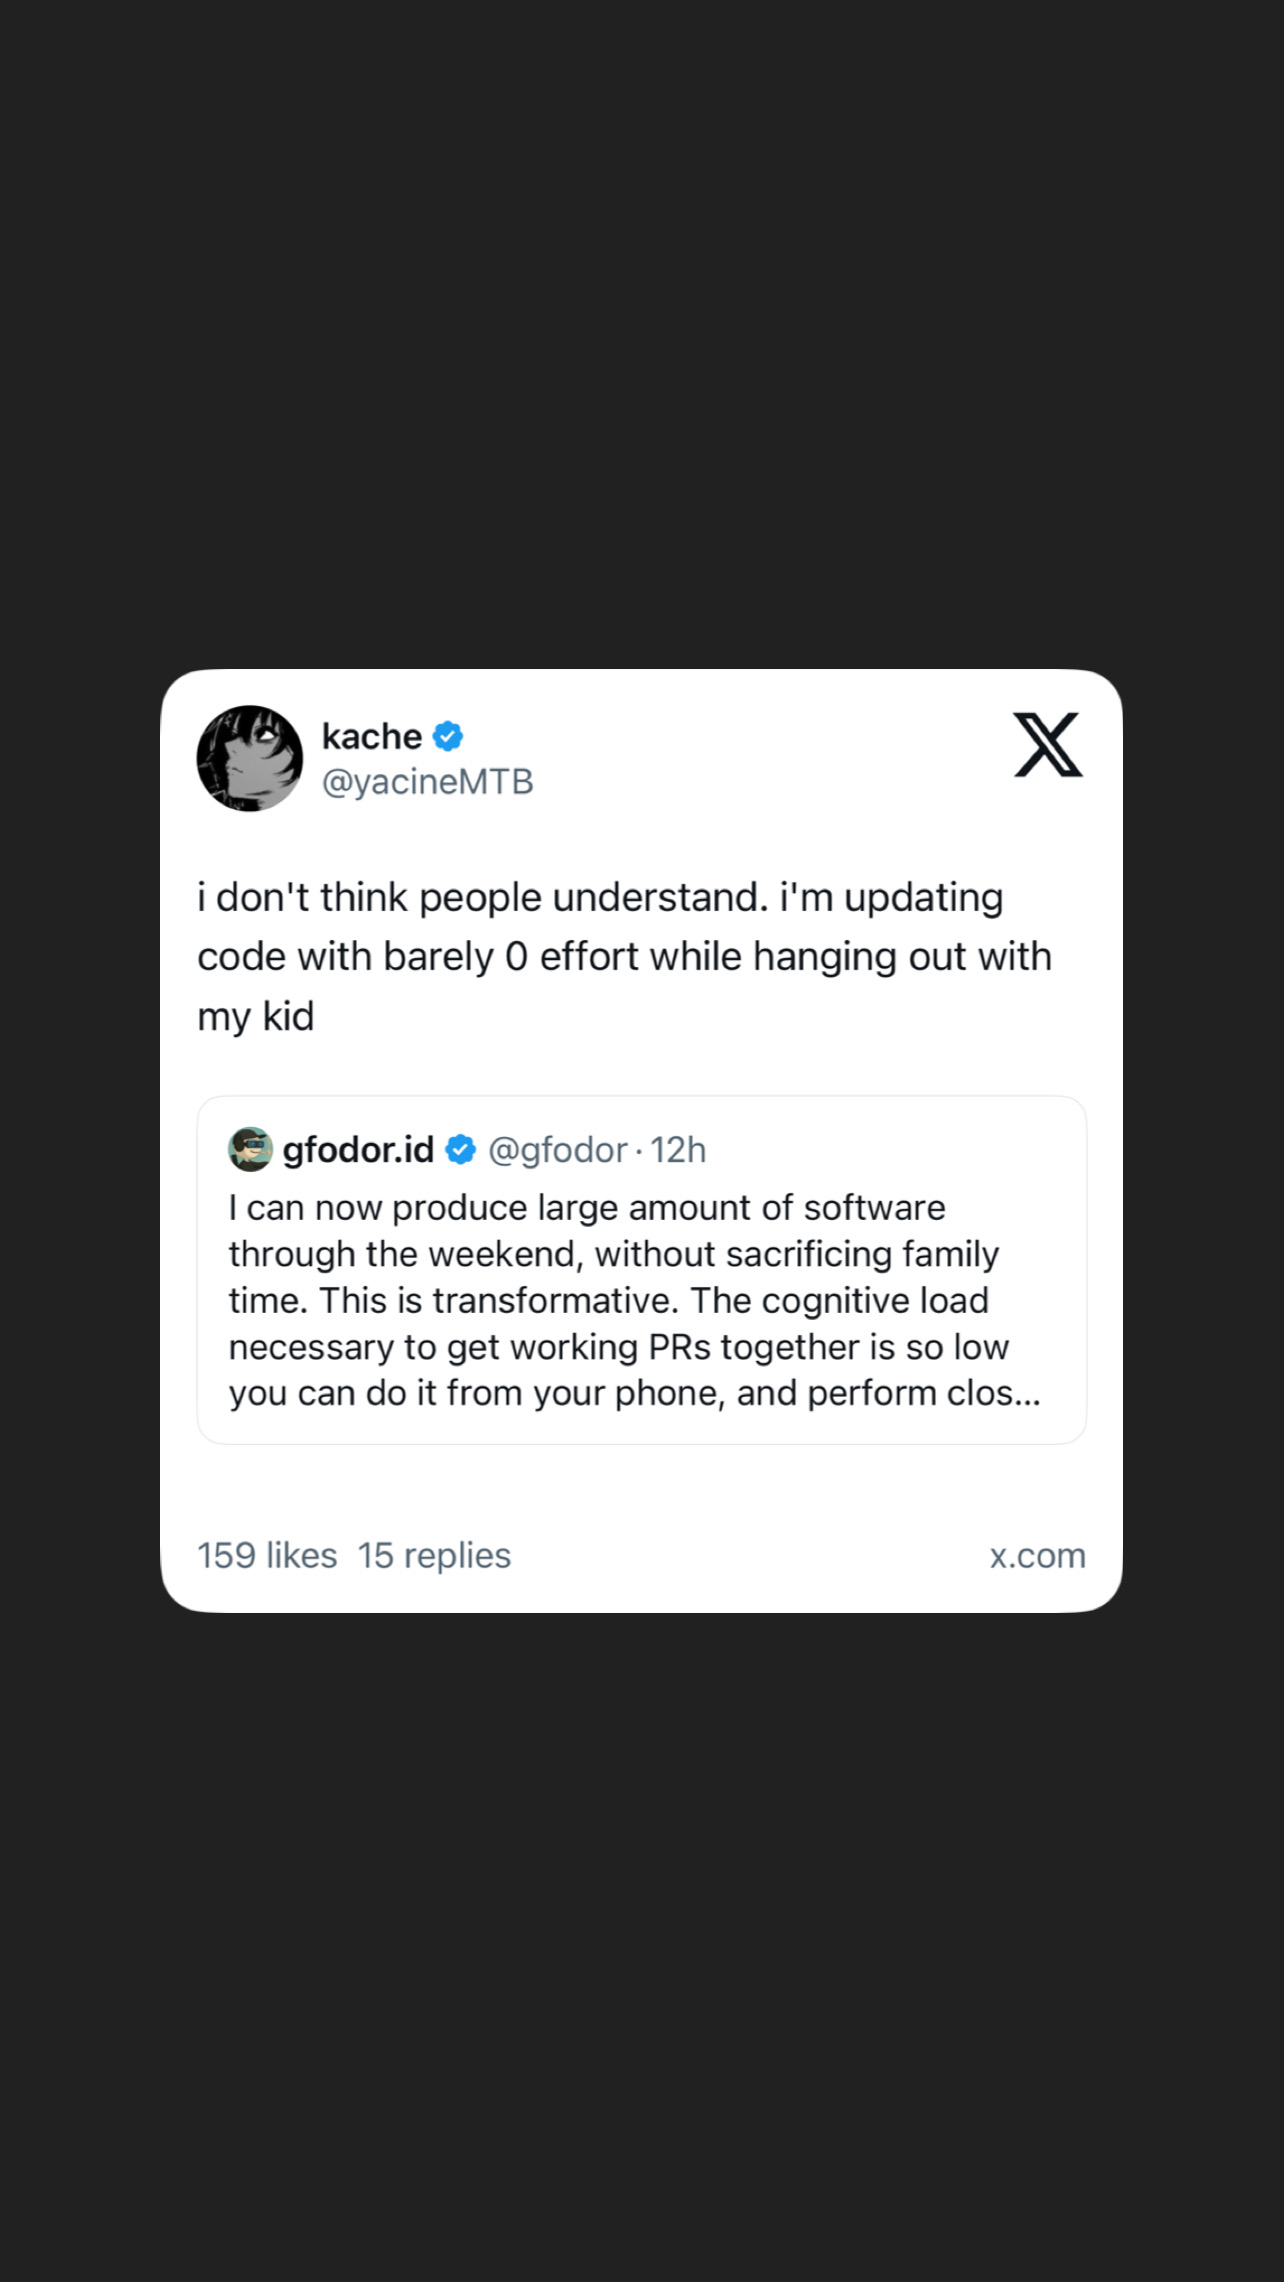 kache
@yacineMTB
i don't think people understand. i'm updating
code with barely 0 effort while hanging out with
my kid
gfodor.id @gfodor · 12h
I can now produce large amount of software
through the weekend, without sacrificing family
time. This is transformative. The cognitive load
necessary to get working PRs together is so low
you can do it from your phone, and perform clos...
159 likes 15 replies
x.com